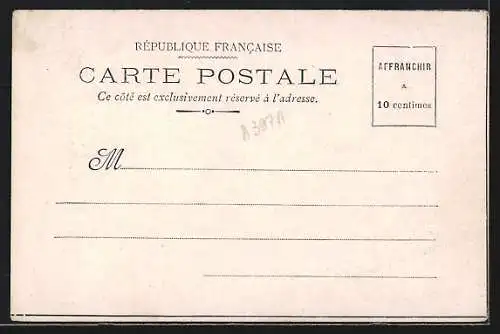 RÉPUBLIQUE FRANÇAISE
CARTE POSTALE
Ce côté est exclusivement réservé à l'adresse.
AFFRANCHIR
A
10 centimes
M